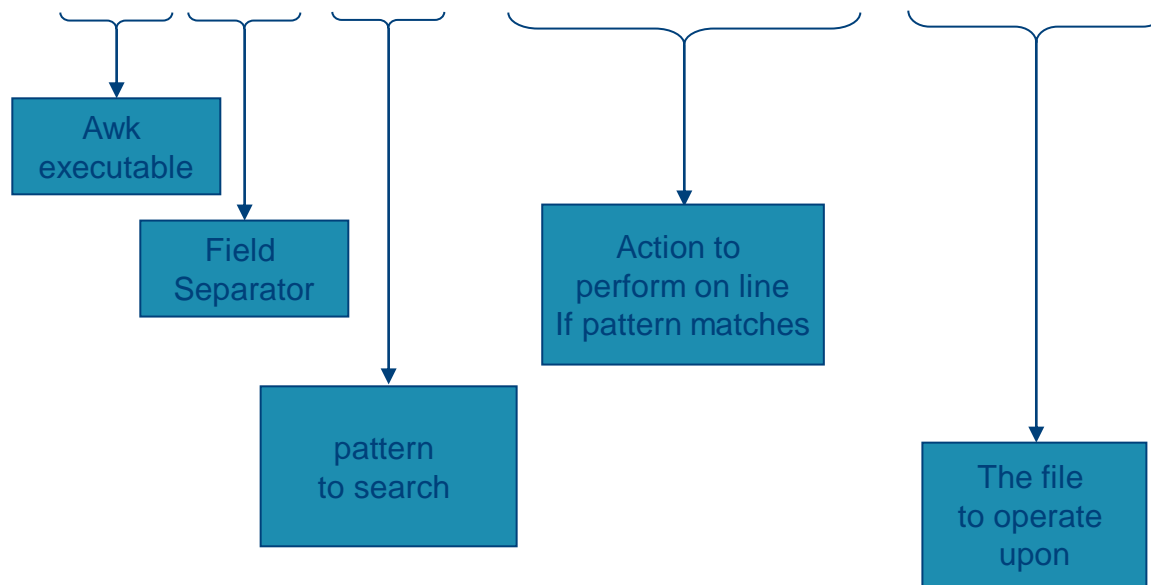 Awk
executable
Field
Separator
Action to
perform on line
If pattern matches
pattern
to search
The file
to operate
upon